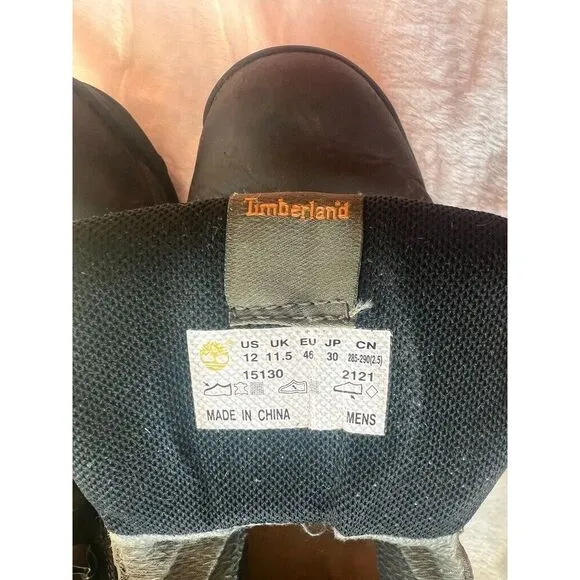 Timberland
US UK EU JP CN
12 11.5 46 30 285-290(2.5)
15130 2121
MADE IN CHINA MENS